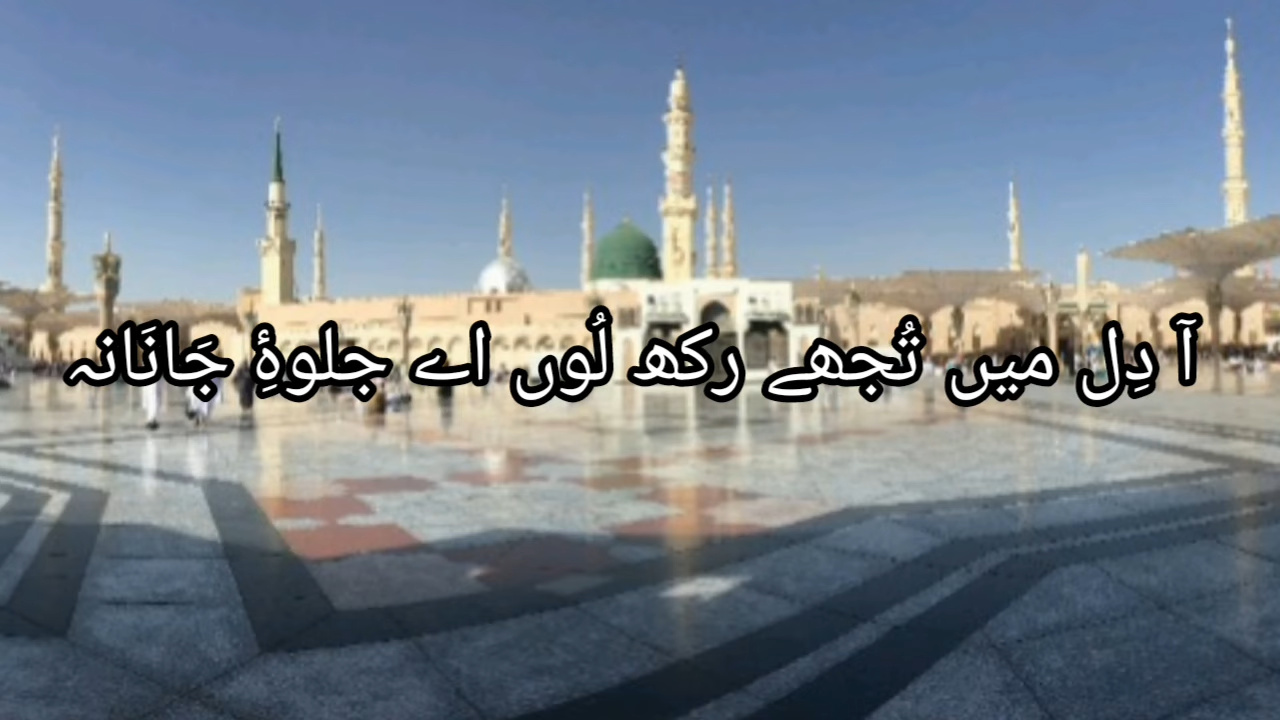 آ دِل میں تُجھے رکھ لُوں اے جلوۂِ جَانَانہ